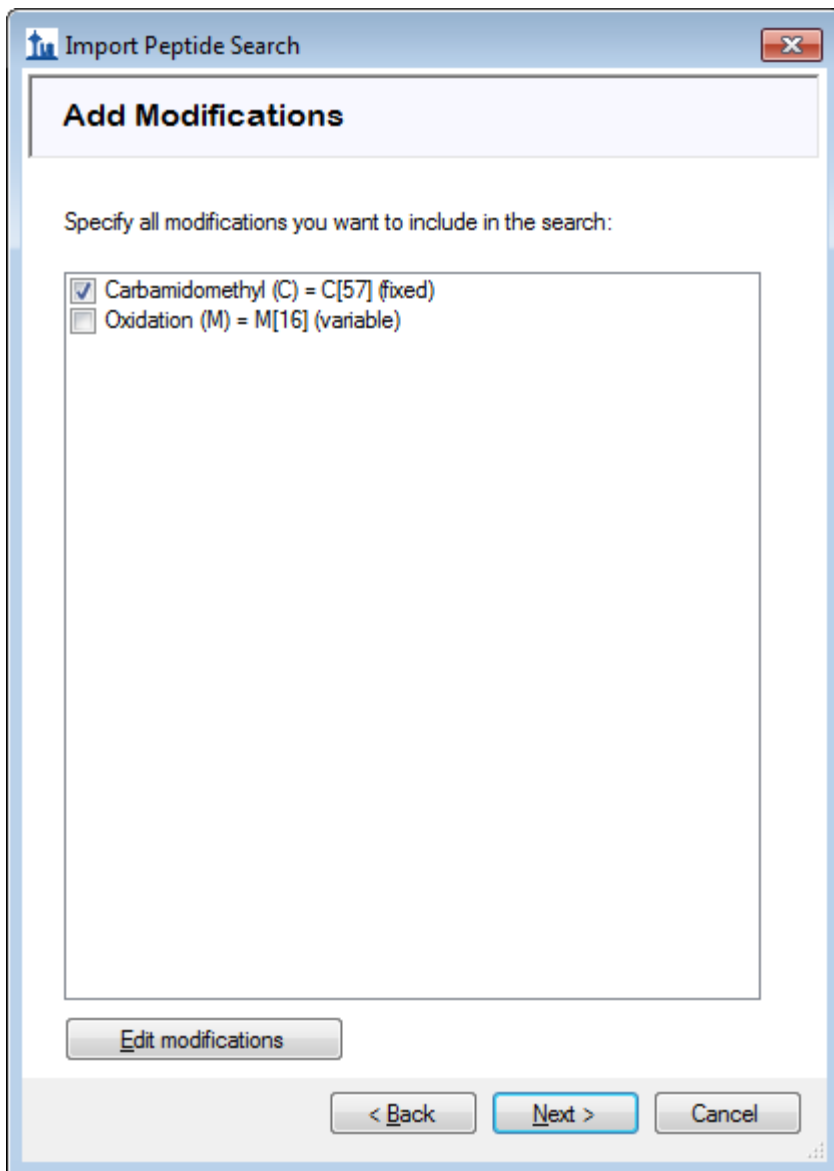 Import Peptide Search
Add Modifications
Specify all modifications you want to include in the search:
Carbamidomethyl (C) = C[57] (fixed)
Oxidation (M) = M[16] (variable)
Edit modifications
< Back Next > Cancel